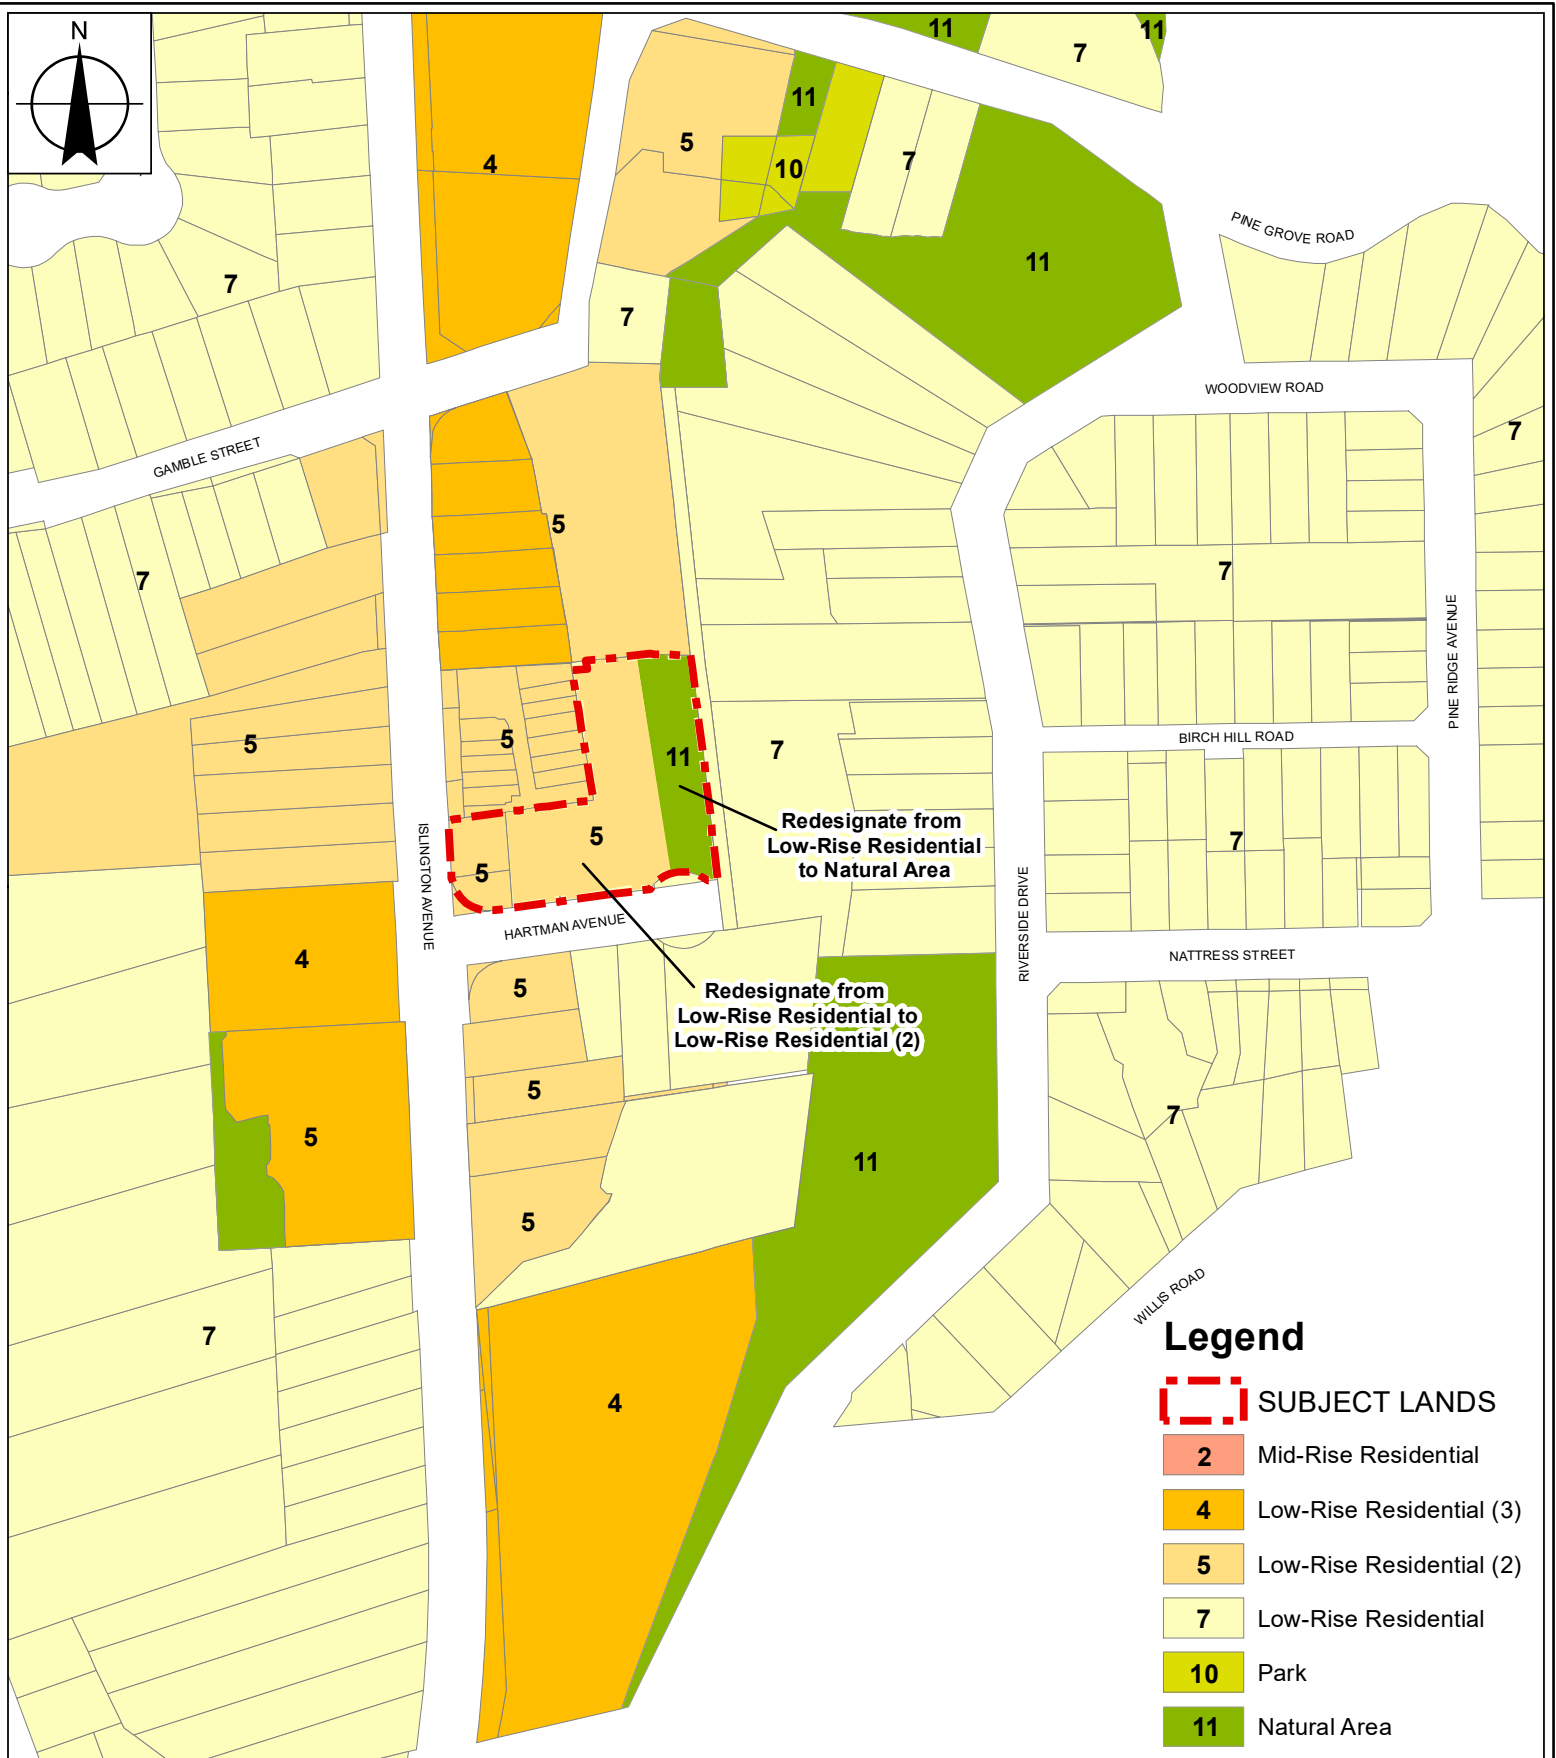 N
11
7
11
11
5
4
10
7
PINE GROVE ROAD
11
7
7
WOODVIEW ROAD
7
GAMBLE STREET
5
7
7
PINE RIDGE AVENUE
5
5
11
7
BIRCH HILL ROAD
Redesignate from
Low-Rise Residential
to Natural Area
5
7
5
ISLINGTON AVENUE
HARTMAN AVENUE
RIVERSIDE DRIVE
NATTRESS STREET
4
5
Redesignate from
Low-Rise Residential to
Low-Rise Residential (2)
5
7
5
11
5
WILLIS ROAD
7
4
Legend
SUBJECT LANDS
2 Mid-Rise Residential
4 Low-Rise Residential (3)
5 Low-Rise Residential (2)
7 Low-Rise Residential
10 Park
11 Natural Area